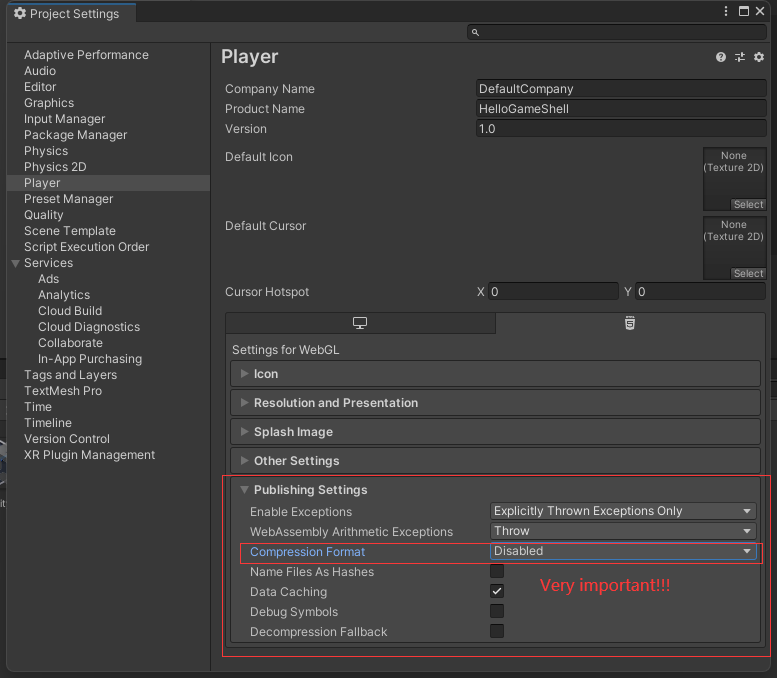 Project Settings
Adaptive Performance
Audio
Editor
Graphics
Input Manager
Package Manager
Physics
Physics 2D
Player
Preset Manager
Quality
Scene Template
Script Execution Order
Services
Ads
Analytics
Cloud Build
Cloud Diagnostics
Collaborate
In-App Purchasing
Tags and Layers
TextMesh Pro
Time
Timeline
Version Control
XR Plugin Management
Player
Company Name DefaultCompany
Product Name HelloGameShell
Version 1.0
Default Icon None
(Texture 2D)
Select
Default Cursor None
(Texture 2D)
Select
Cursor Hotspot X 0 Y 0
Settings for WebGL
Icon
Resolution and Presentation
Splash Image
Other Settings
Publishing Settings
Enable Exceptions Explicitly Thrown Exceptions Only
WebAssembly Arithmetic Exceptions Throw
Compression Format Disabled
Name Files As Hashes
Data Caching
Very important!!!
Debug Symbols
Decompression Fallback